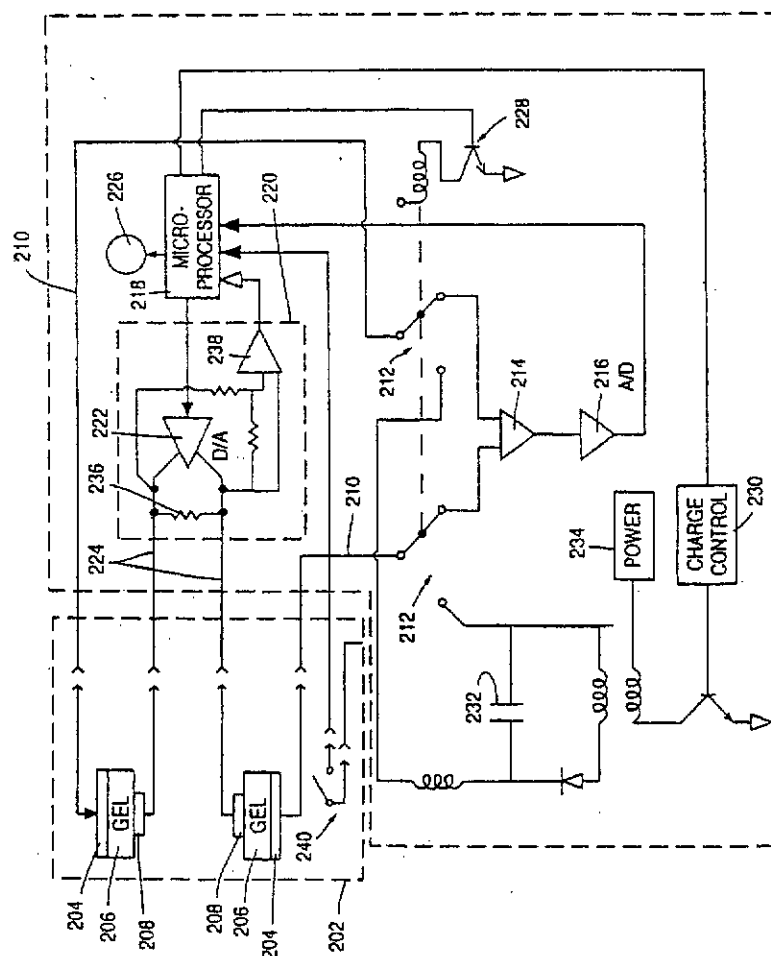 210
226
224
236
222
218
MICRO-
PROCESSOR
D/A
220
238
204
206
GEL
208
208
GEL
206
204
240
202
210
212
212
228
232
214
216
A/D
234
POWER
CHARGE
CONTROL
230